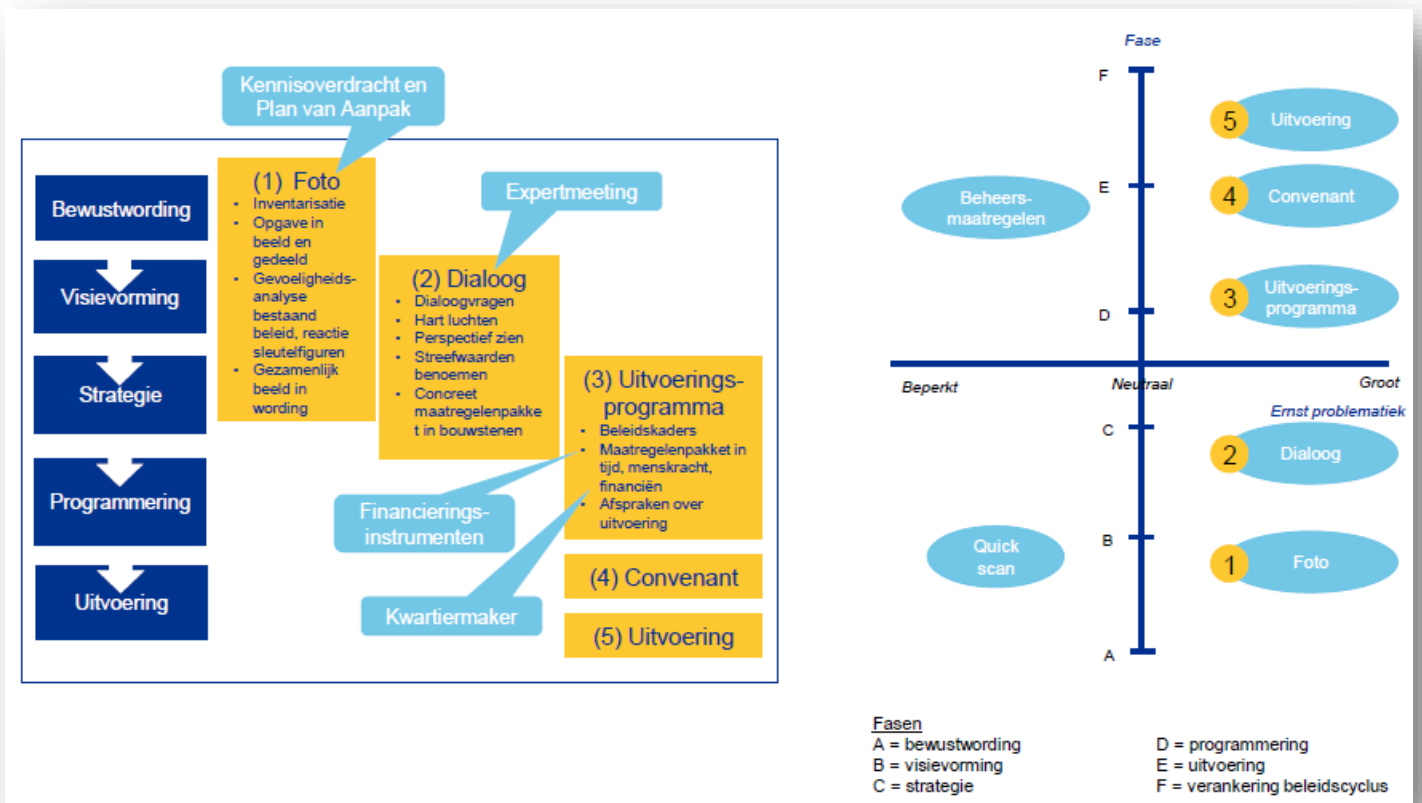 Kennisoverdracht en
Plan van Aanpak
Bewustwording
Visievorming
Strategie
Programmering
Uitvoering
(1) Foto
• Inventarisatie
• Opgave in
beeld en
gedeeld
• Gevoeligheids-
analyse
bestaand
beleid, reactie
sleutelfiguren
• Gezamenlijk
beeld in
wording
Expertmeeting
(2) Dialoog
• Dialoogvragen
• Hart luchten
• Perspectief zien
• Streefwaarden
benoemen
• Concreet
maatregelenpakke
t in bouwstenen
(3) Uitvoerings-
programma
• Beleidskaders
• Maatregelenpakket in
tijd, menskracht,
financiën
• Afspraken over
uitvoering
Financierings-
instrumenten
Kwartiermaker
(4) Convenant
(5) Uitvoering
Fase
F
5 Uitvoering
E
Beheers-
maatregelen
4 Convenant
3 Uitvoerings-
programma
D
Beperkt
Neutraal
Groot
Ernst problematiek
C
2 Dialoog
B
Quick
scan
1 Foto
A
Fasen
A = bewustwording
B = visievorming
C = strategie
D = programmering
E = uitvoering
F = verankering beleidscyclus